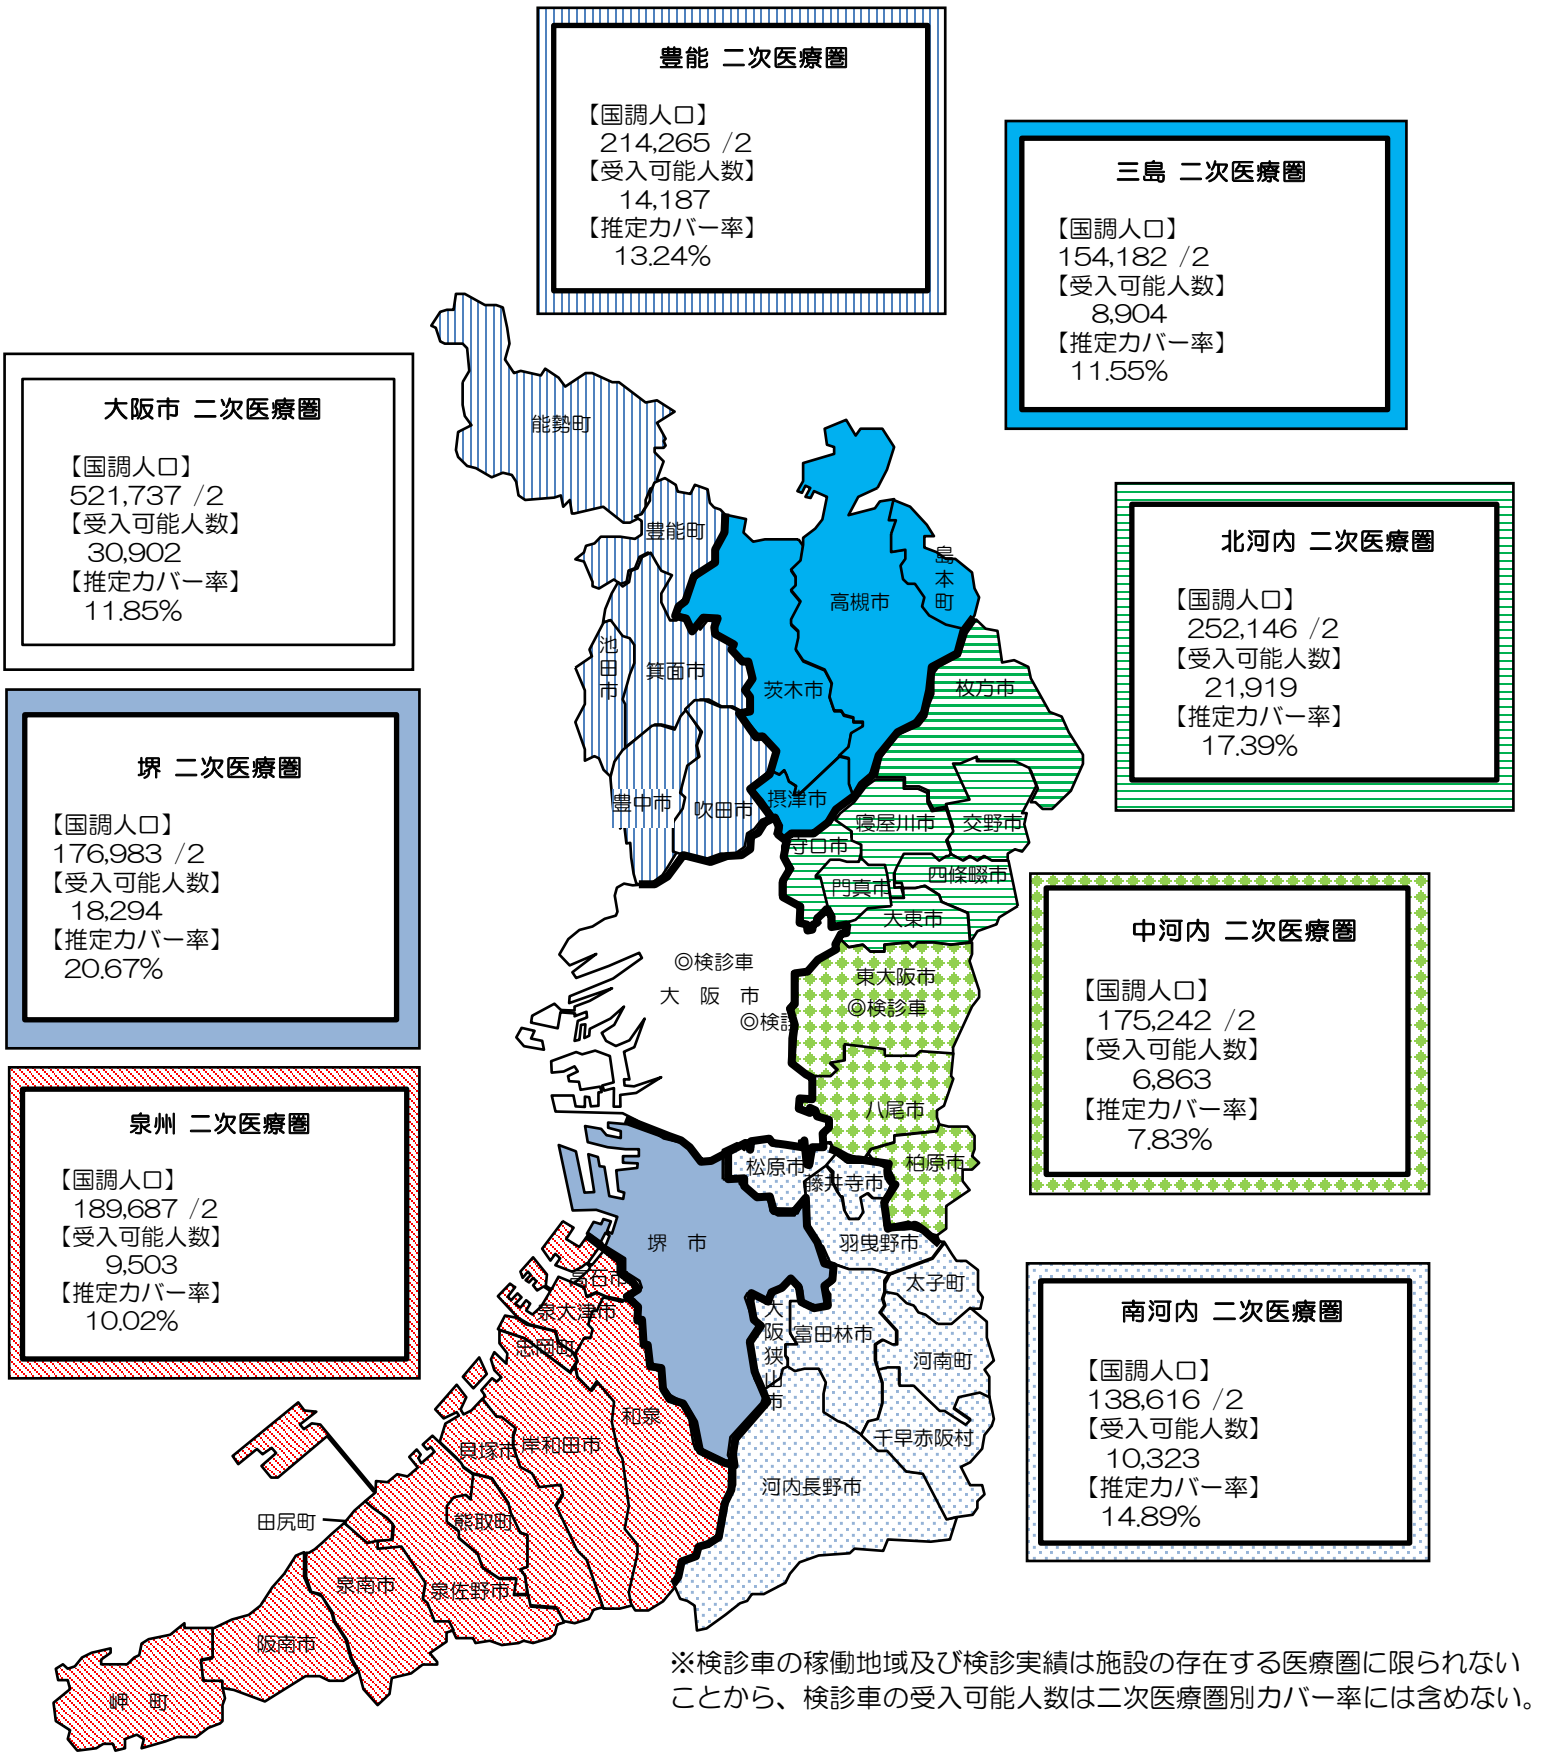 豊能 二次医療圏
【国調人口】
214,265 /2
【受入可能人数】
14,187
【推定カバー率】
13.24%
三島 二次医療圏
【国調人口】
154,182 /2
【受入可能人数】
8,904
【推定カバー率】
11.55%
大阪市 二次医療圏
【国調人口】
521,737 /2
【受入可能人数】
30,902
【推定カバー率】
11.85%
北河内 二次医療圏
【国調人口】
252,146 /2
【受入可能人数】
21,919
【推定カバー率】
17.39%
堺 二次医療圏
【国調人口】
176,983 /2
【受入可能人数】
18,294
【推定カバー率】
20.67%
中河内 二次医療圏
【国調人口】
175,242 /2
【受入可能人数】
6,863
【推定カバー率】
7.83%
泉州 二次医療圏
【国調人口】
189,687 /2
【受入可能人数】
9,503
【推定カバー率】
10.02%
南河内 二次医療圏
【国調人口】
138,616 /2
【受入可能人数】
10,323
【推定カバー率】
14.89%
能勢町
豊能町
島本町
高槻市
池田市
箕面市
茨木市
枚方市
豊中市
吹田市
摂津市
寝屋川市
交野市
守口市
門真市
四條畷市
大東市
◎検診車
大 阪 市
◎検診
東大阪市
◎検診車
八尾市
柏原市
松原市
藤井寺市
堺 市
羽曳野市
太子町
高石市
泉大津市
忠岡町
大阪狭山市
富田林市
河南町
和泉
千早赤阪村
貝塚市
岸和田市
河内長野市
田尻町
熊取町
泉南市
泉佐野市
阪南市
岬 町
※検診車の稼働地域及び検診実績は施設の存在する医療圏に限られない
ことから、検診車の受入可能人数は二次医療圏別カバー率には含めない。